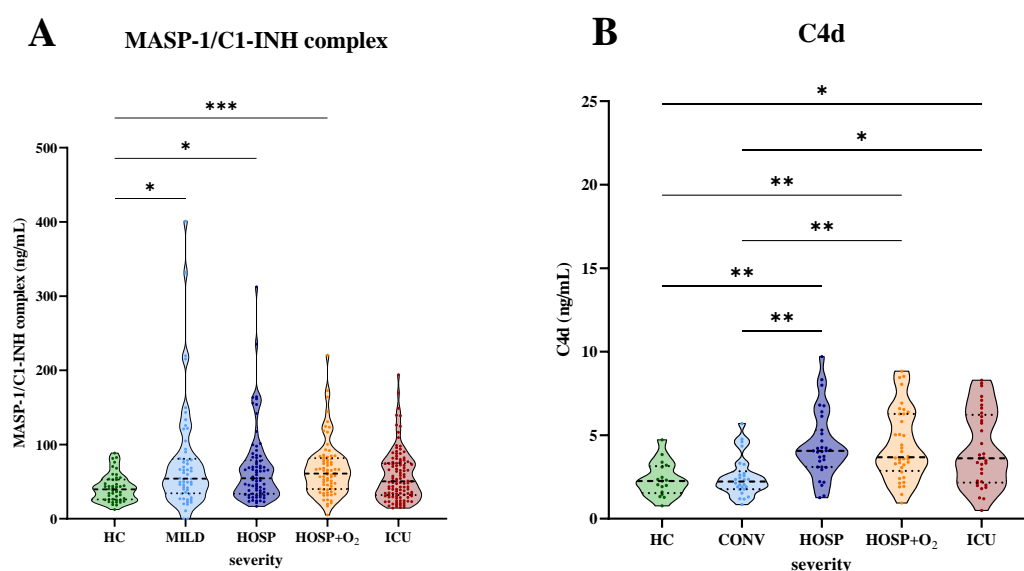 A
MASP-1/C1-INH complex
***
*
*
MASP-1/C1-INH complex (ng/mL)
500
400
300
200
100
0
HC MILD HOSP HOSP+O₂ ICU
severity
B
C4d
*
*
**
**
**
**
C4d (ng/mL)
25
20
15
10
5
0
HC CONV HOSP HOSP+O₂ ICU
severity